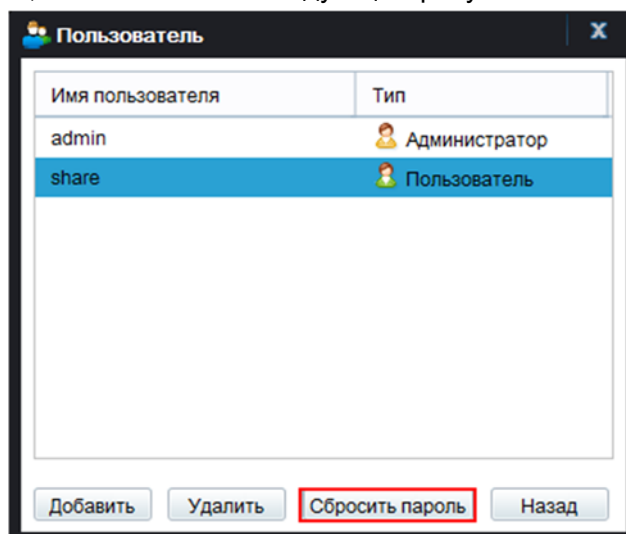 Пользователь x
Имя пользователя Тип
admin Администратор
share Пользователь
Добавить Удалить Сбросить пароль Назад